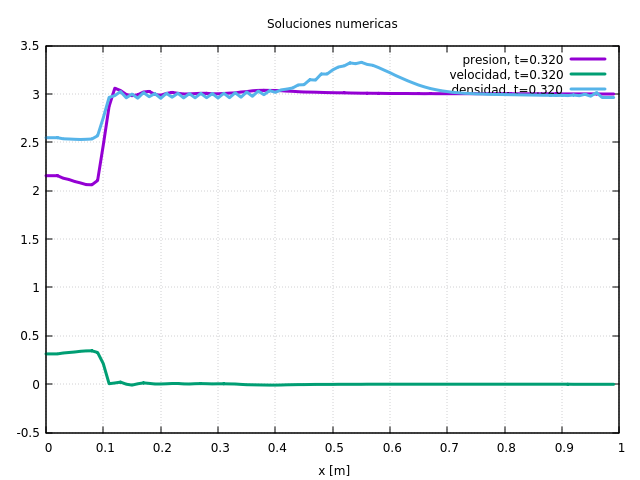 Soluciones numericas
presion, t=0.320
velocidad, t=0.320
densidad, t=0.320
3.5
3
2.5
2
1.5
1
0.5
0
-0.5
0 0.1 0.2 0.3 0.4 0.5 0.6 0.7 0.8 0.9 1
x [m]